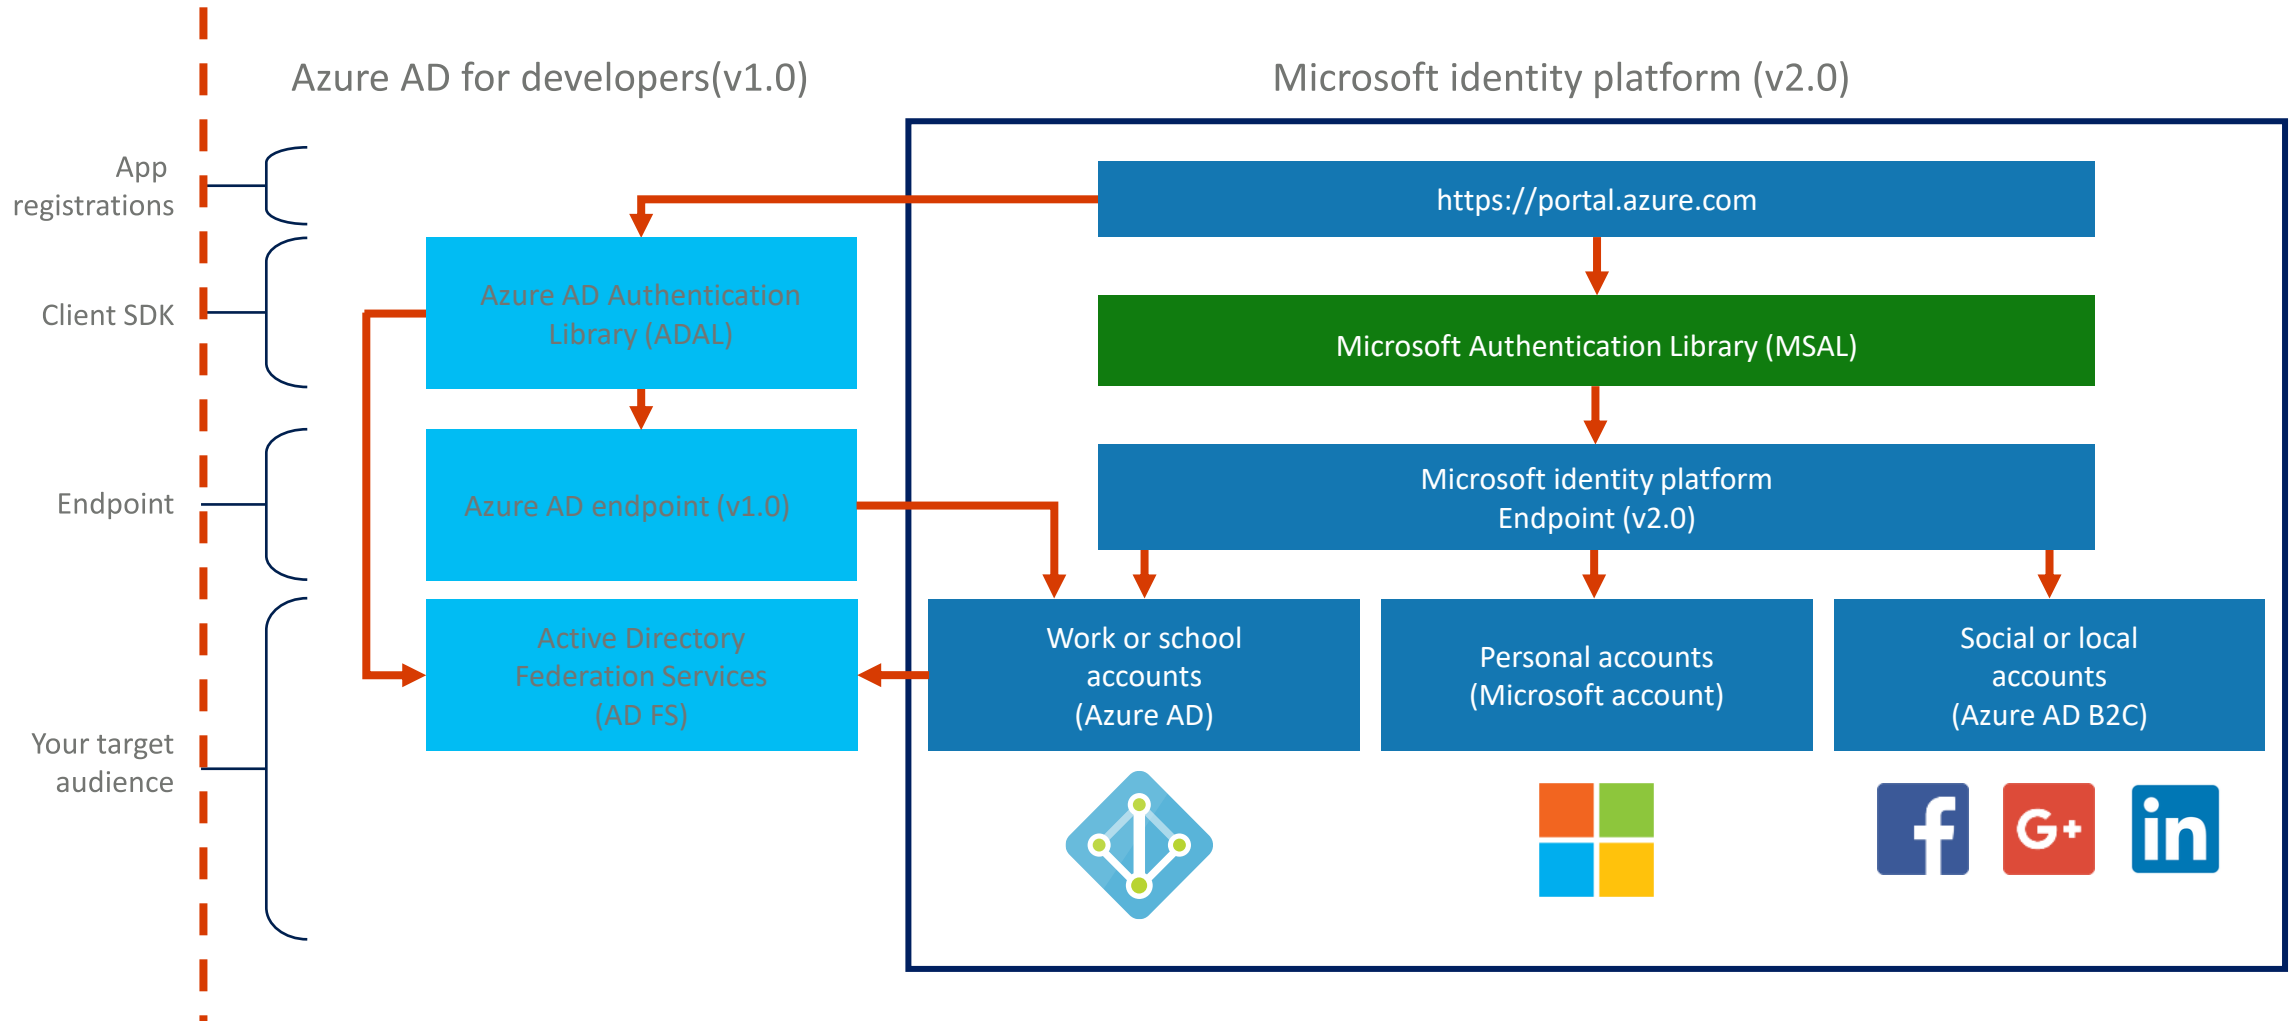 Azure AD for developers(v1.0)
Microsoft identity platform (v2.0)
App
registrations
https://portal.azure.com
Client SDK
Azure AD Authentication
Library (ADAL)
Microsoft Authentication Library (MSAL)
Endpoint
Azure AD endpoint (v1.0)
Microsoft identity platform
Endpoint (v2.0)
Your target
audience
Active Directory
Federation Services
(AD FS)
Work or school
accounts
(Azure AD)
Personal accounts
(Microsoft account)
Social or local
accounts
(Azure AD B2C)
f
G+
in